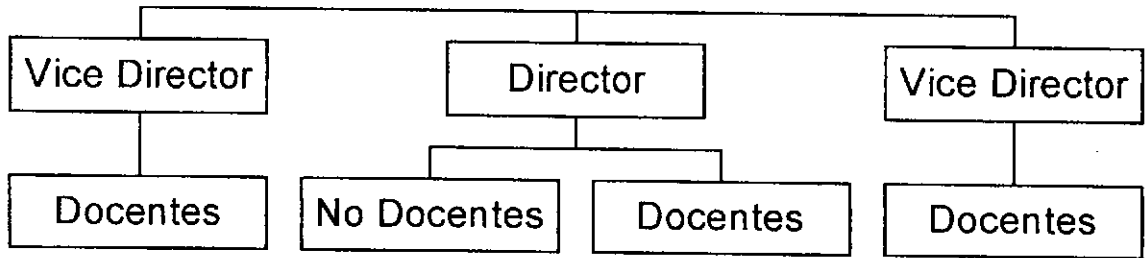 Vice Director
Director
Vice Director
Docentes
No Docentes
Docentes
Docentes